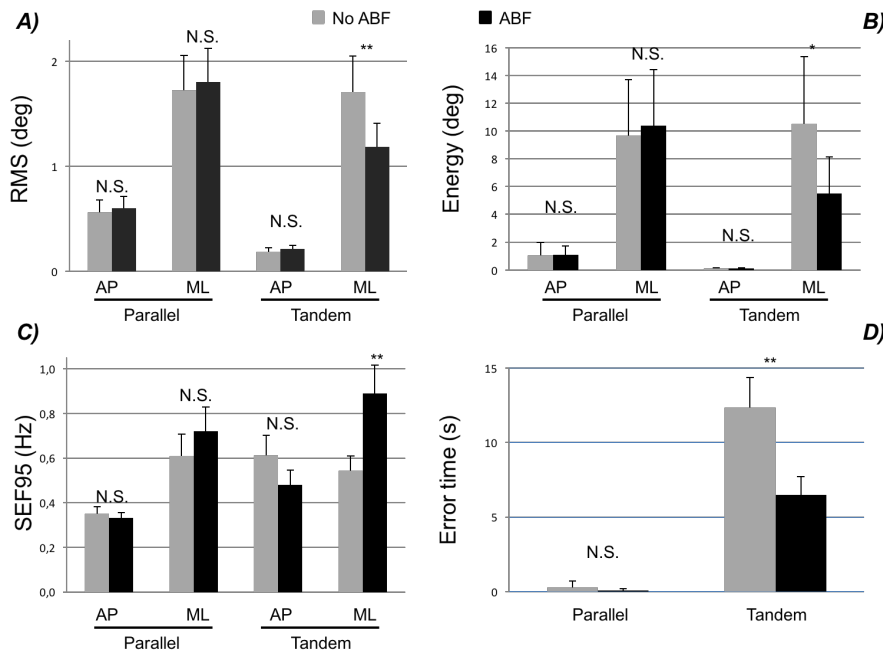 No ABF ABF
A)
RMS (deg)
2
1
0
N.S.
N.S.
N.S.
**
AP ML AP ML
Parallel Tandem
B)
Energy (deg)
16
14
12
10
8
6
4
2
0
N.S.
N.S.
N.S.
*
AP ML AP ML
Parallel Tandem
C)
SEF95 (Hz)
1,0
0,8
0,6
0,4
0,2
0,0
N.S.
N.S.
N.S.
**
AP ML AP ML
Parallel Tandem
D)
Error time (s)
15
10
5
0
N.S.
**
Parallel Tandem